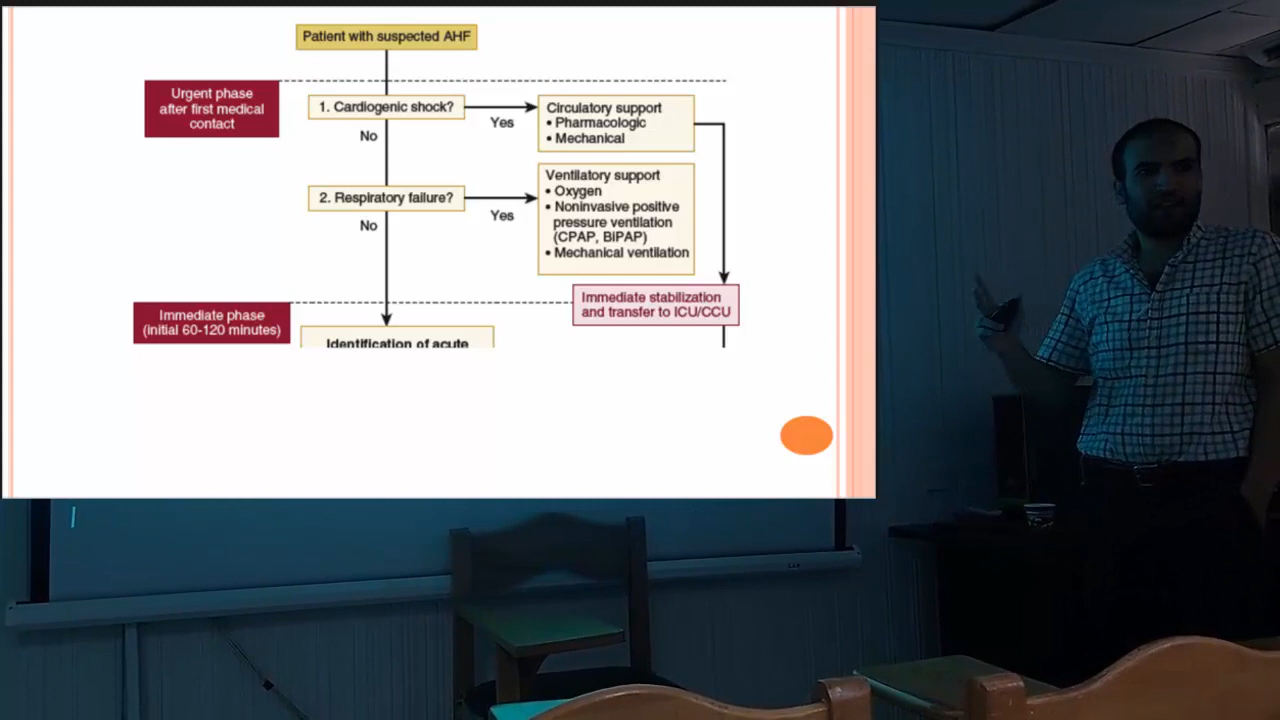 Patient with suspected AHF
Urgent phase
after first medical
contact
1. Cardiogenic shock?
Yes
No
Circulatory support
• Pharmacologic
• Mechanical
2. Respiratory failure?
Yes
No
Ventilatory support
• Oxygen
• Noninvasive positive
pressure ventilation
(CPAP, BiPAP)
• Mechanical ventilation
Immediate phase
(initial 60-120 minutes)
Immediate stabilization
and transfer to ICU/CCU
Identification of acute